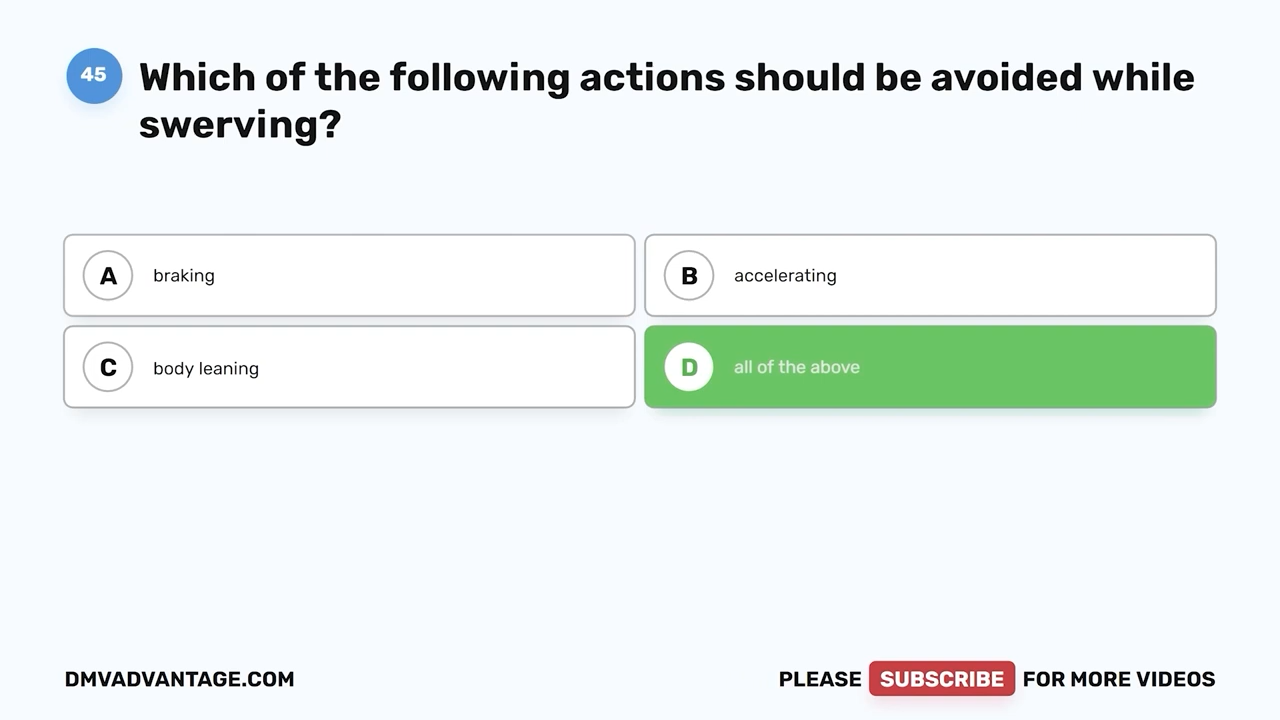 45
Which of the following actions should be avoided while
swerving?
A braking
B accelerating
C body leaning
D all of the above
DMVADVANTAGE.COM
PLEASE SUBSCRIBE FOR MORE VIDEOS